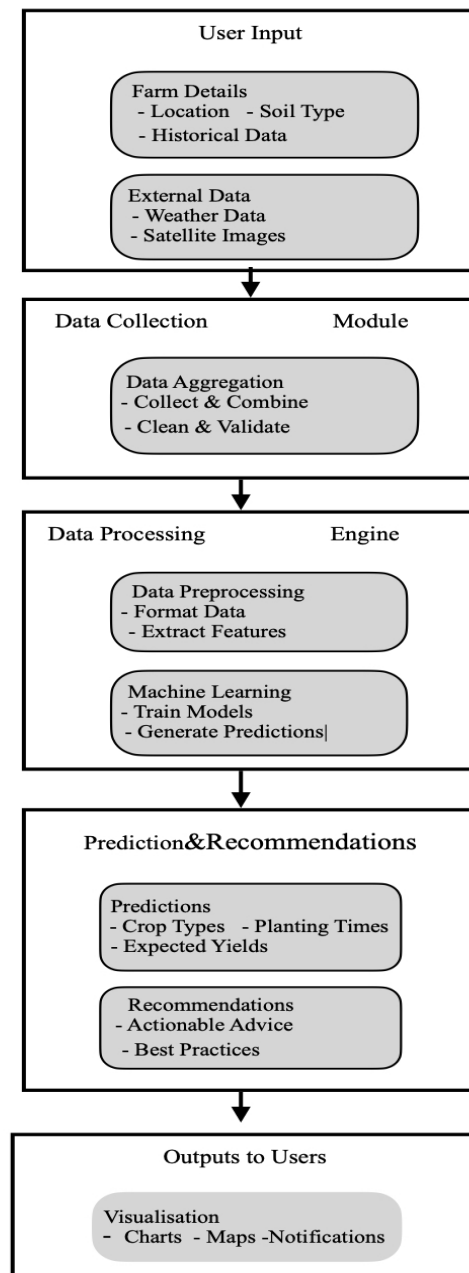 User Input
Farm Details
- Location - Soil Type
- Historical Data
External Data
- Weather Data
- Satellite Images
Data Collection Module
Data Aggregation
- Collect & Combine
- Clean & Validate
Data Processing Engine
Data Preprocessing
- Format Data
- Extract Features
Machine Learning
- Train Models
- Generate Predictions|
Prediction&Recommendations
Predictions
- Crop Types - Planting Times
- Expected Yields
Recommendations
- Actionable Advice
- Best Practices
Outputs to Users
Visualisation
- Charts - Maps -Notifications